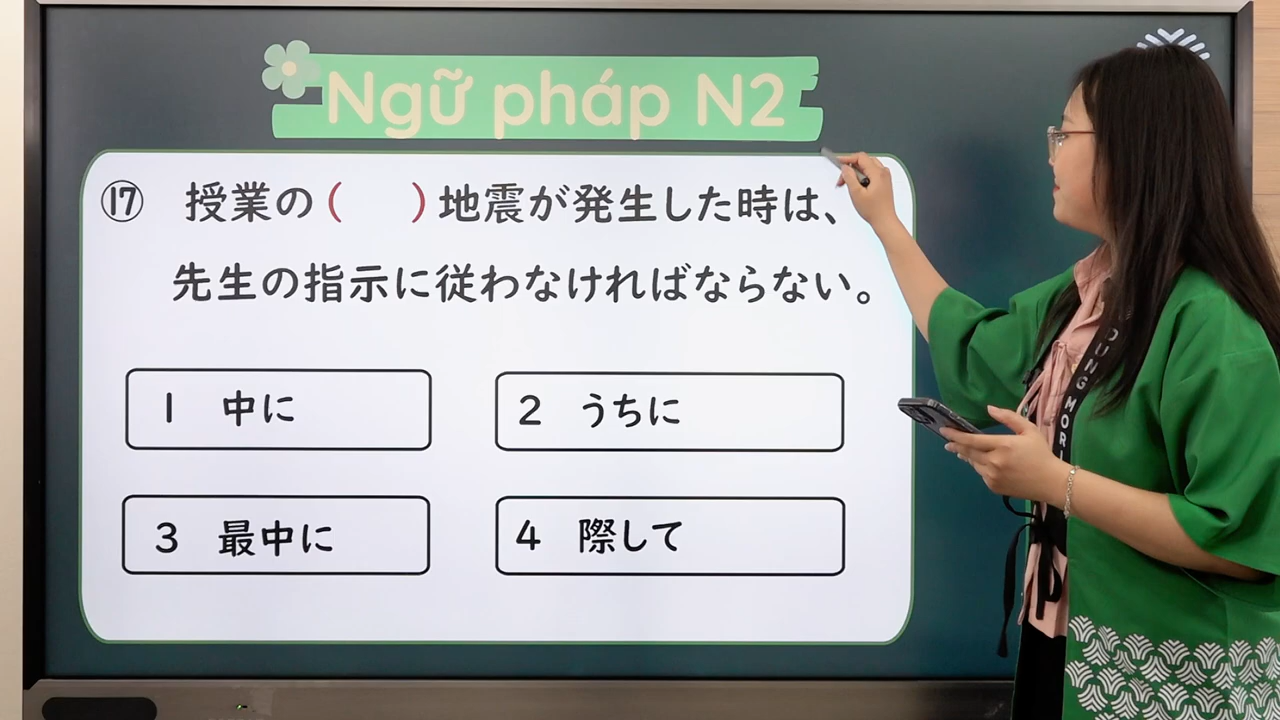 Ngữ pháp N2
⑰ 授業の（　　）地震が発生した時は、
先生の指示に従わなければならない。
1 中に
2 うちに
3 最中に
4 際して
DUNG MORI